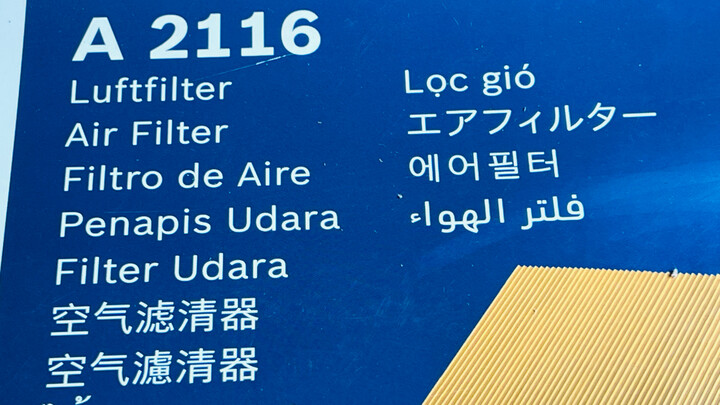 A 2116
Luftfilter
Air Filter
Filtro de Aire
Penapis Udara
Filter Udara
空气滤清器
空气濾清器
Lọc gió
エアフィルター
에어필터
فلتر الهواء